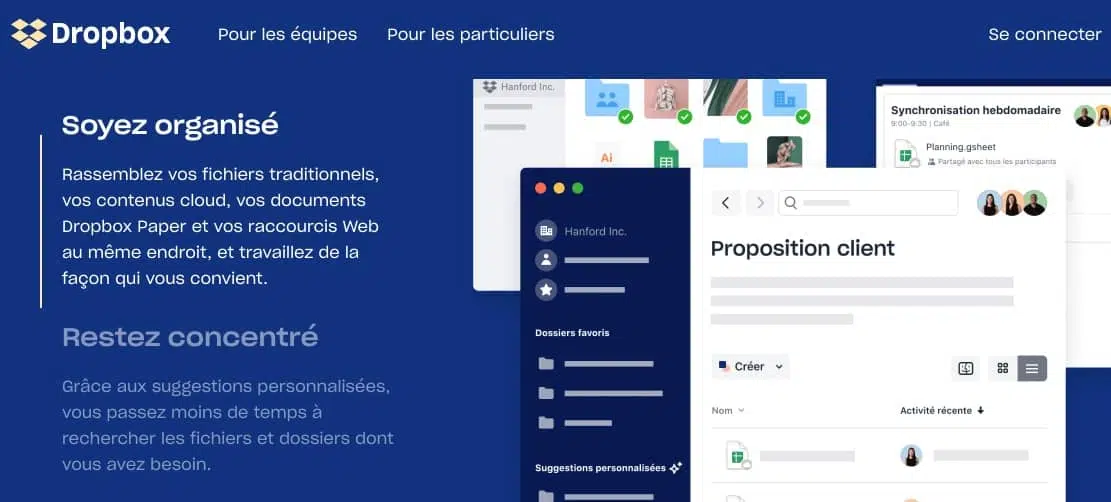 Dropbox
Pour les équipes
Pour les particuliers
Se connecter
Soyez organisé
Rassemblez vos fichiers traditionnels,
vos contenus cloud, vos documents
Dropbox Paper et vos raccourcis Web
au même endroit, et travaillez de la
façon qui vous convient.
Restez concentré
Grâce aux suggestions personnalisées,
vous passez moins de temps à
rechercher les fichiers et dossiers dont
vous avez besoin.
Hanford Inc.
Ai
Synchronisation hebdomadaire
9:00–9:30 | Café
Planning.gsheet
Partagé avec tous les participants
Hanford Inc.
Dossiers favoris
Suggestions personnalisées
Proposition client
Créer
Nom
Activité récente